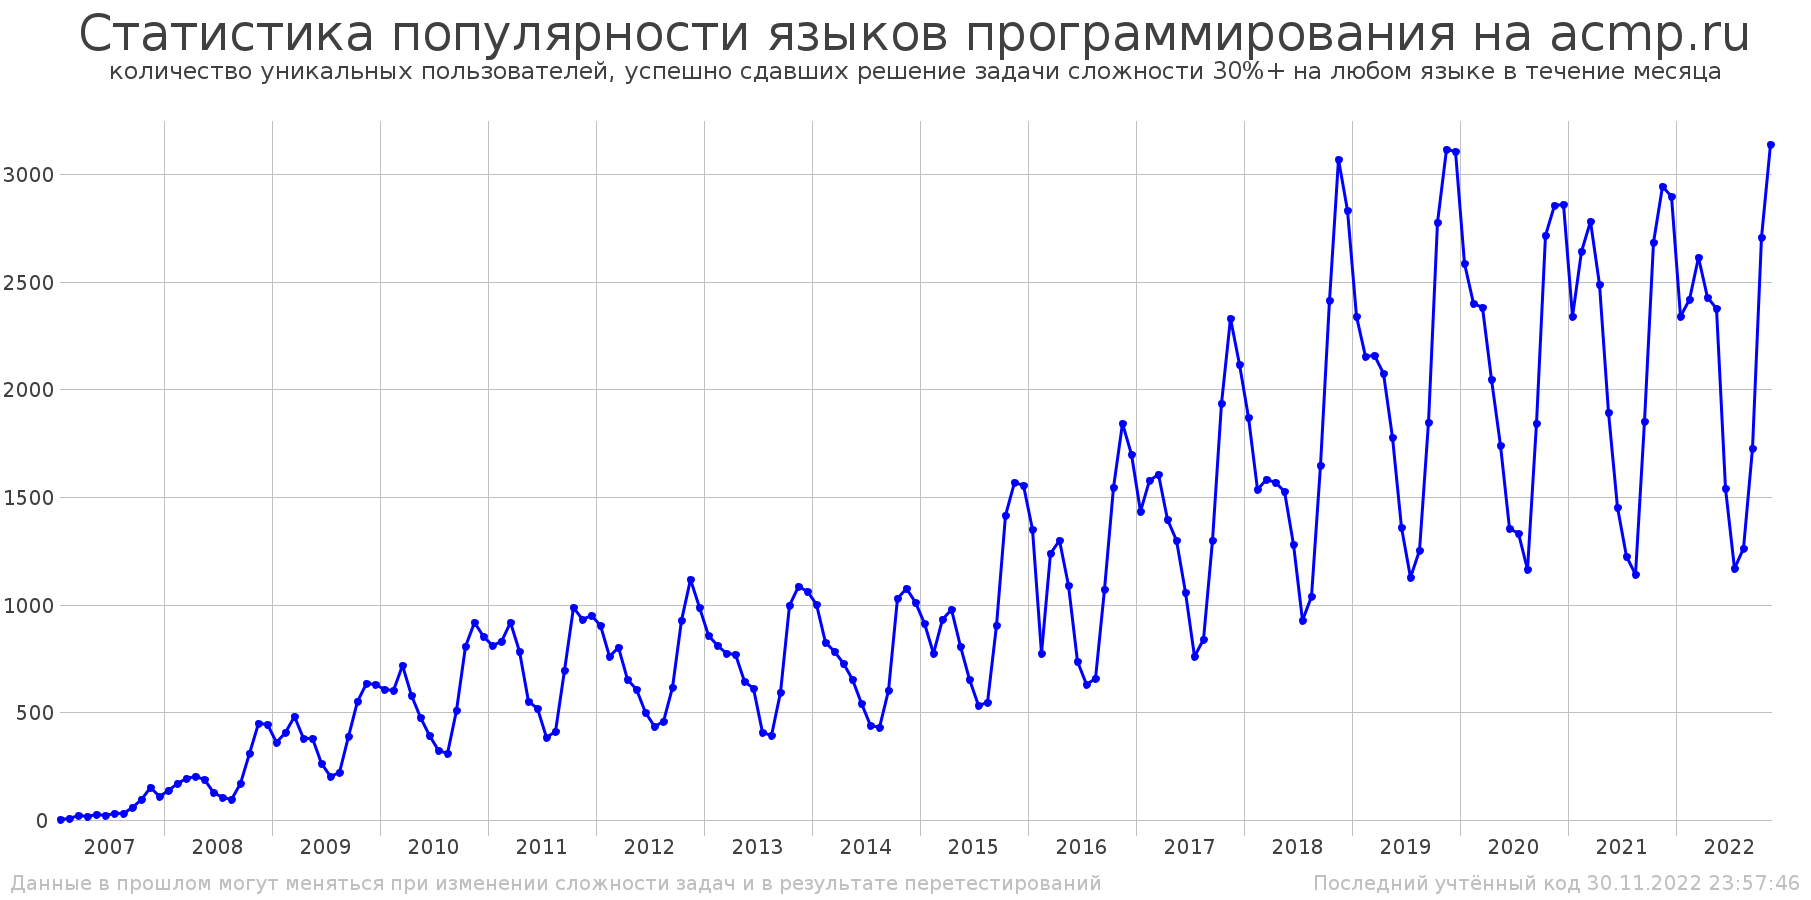 Статистика популярности языков программирования на acmp.ru
количество уникальных пользователей, успешно сдавших решение задачи сложности 30%+ на любом языке в течение месяца
3000
2500
2000
1500
1000
500
0
2007 2008 2009 2010 2011 2012 2013 2014 2015 2016 2017 2018 2019 2020 2021 2022
Данные в прошлом могут меняться при изменении сложности задач и в результате перетестирований
Последний учтённый код 30.11.2022 23:57:46